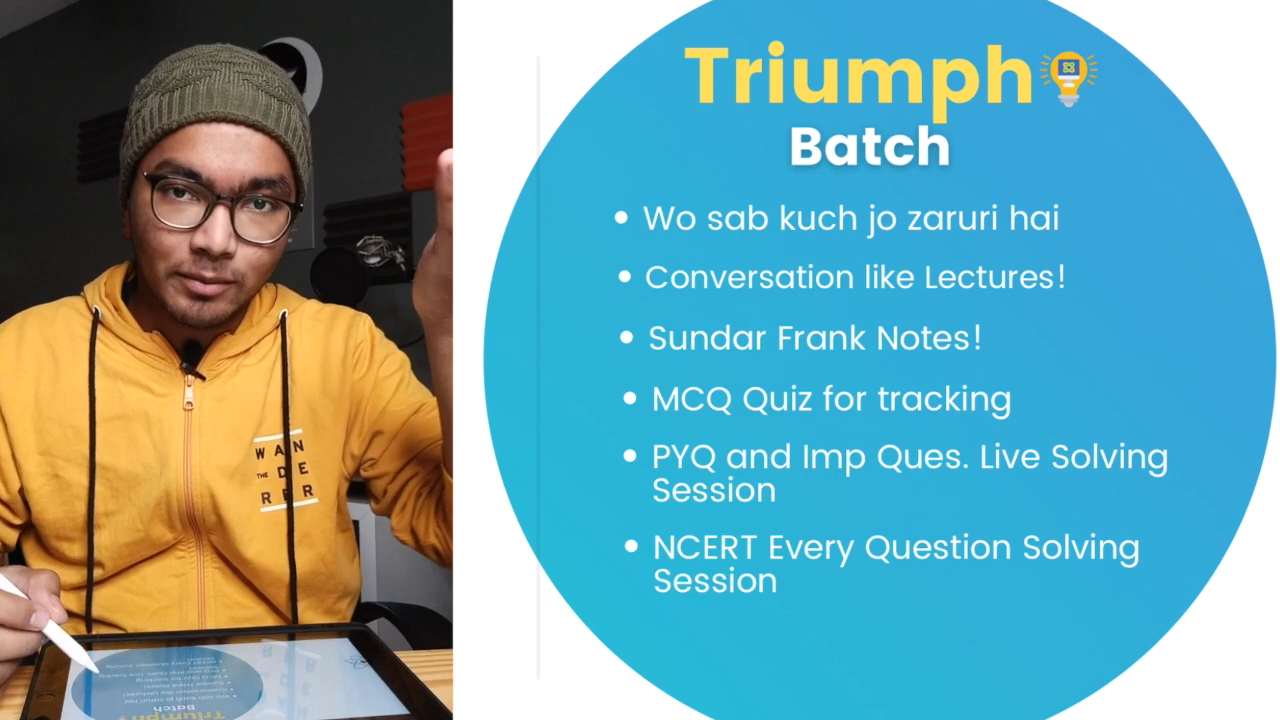 Triumph
Batch
Wo sab kuch jo zaruri hai
Conversation like Lectures!
Sundar Frank Notes!
MCQ Quiz for tracking
PYQ and Imp Ques. Live Solving
Session
NCERT Every Question Solving
Session
WAN
THE DE
RER